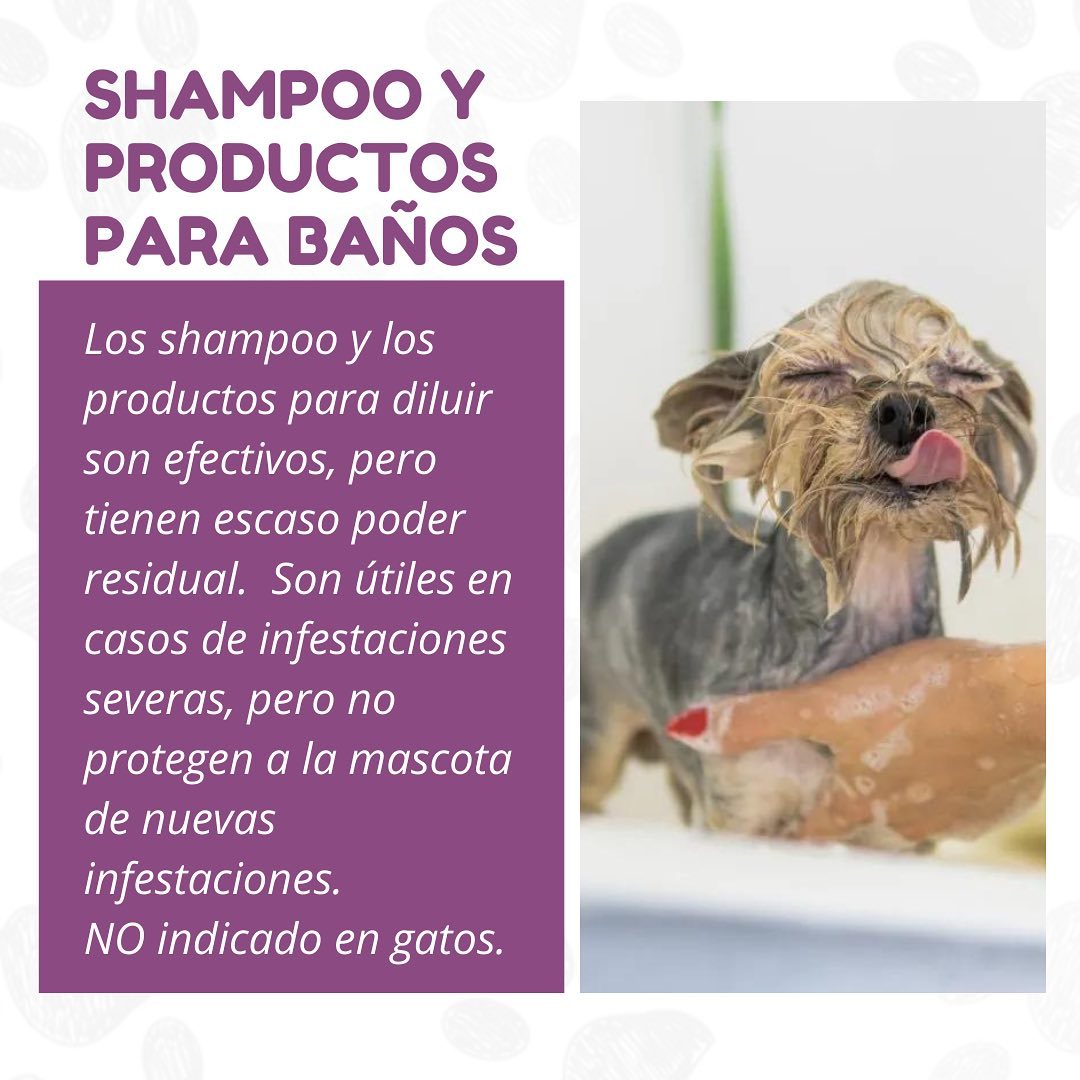 SHAMPOO Y
PRODUCTOS
PARA BAÑOS
Los shampoo y los
productos para diluir
son efectivos, pero
tienen escaso poder
residual.  Son útiles en
casos de infestaciones
severas, pero no
protegen a la mascota
de nuevas
infestaciones.
NO indicado en gatos.